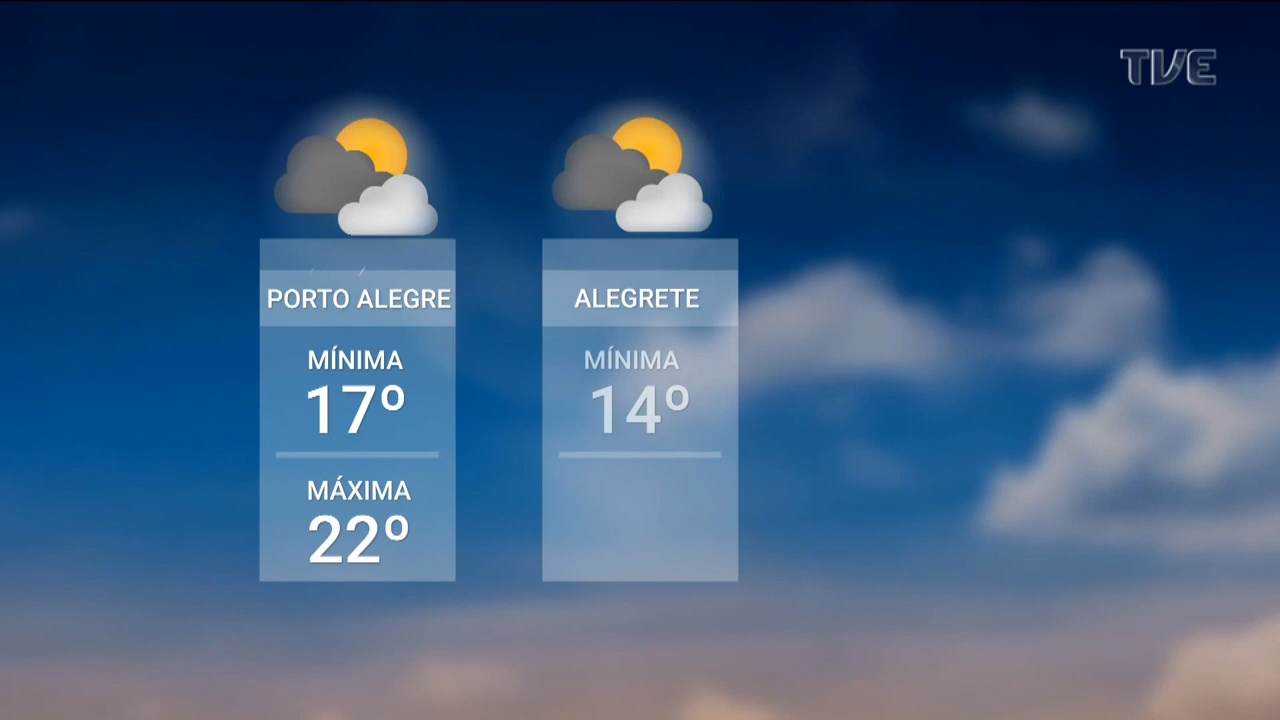 TVE
PORTO ALEGRE
MÍNIMA
17º
MÁXIMA
22º
ALEGRETE
MÍNIMA
14º